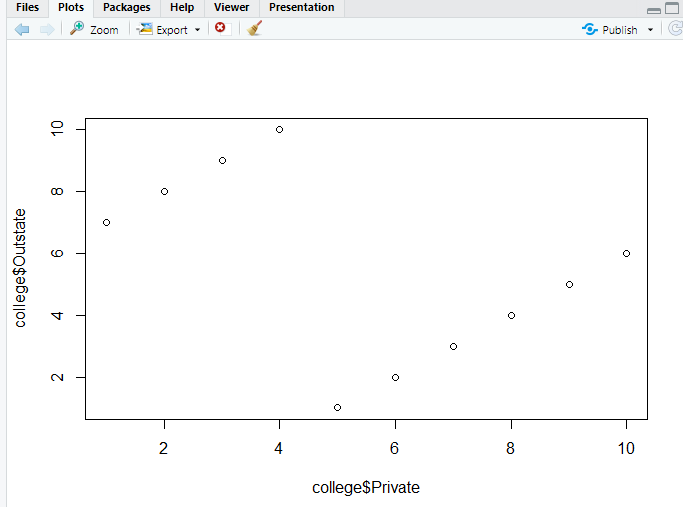 Files Plots Packages Help Viewer Presentation
Zoom Export Publish
10
8
6
4
2
college$Outstate
2 4 6 8 10
college$Private